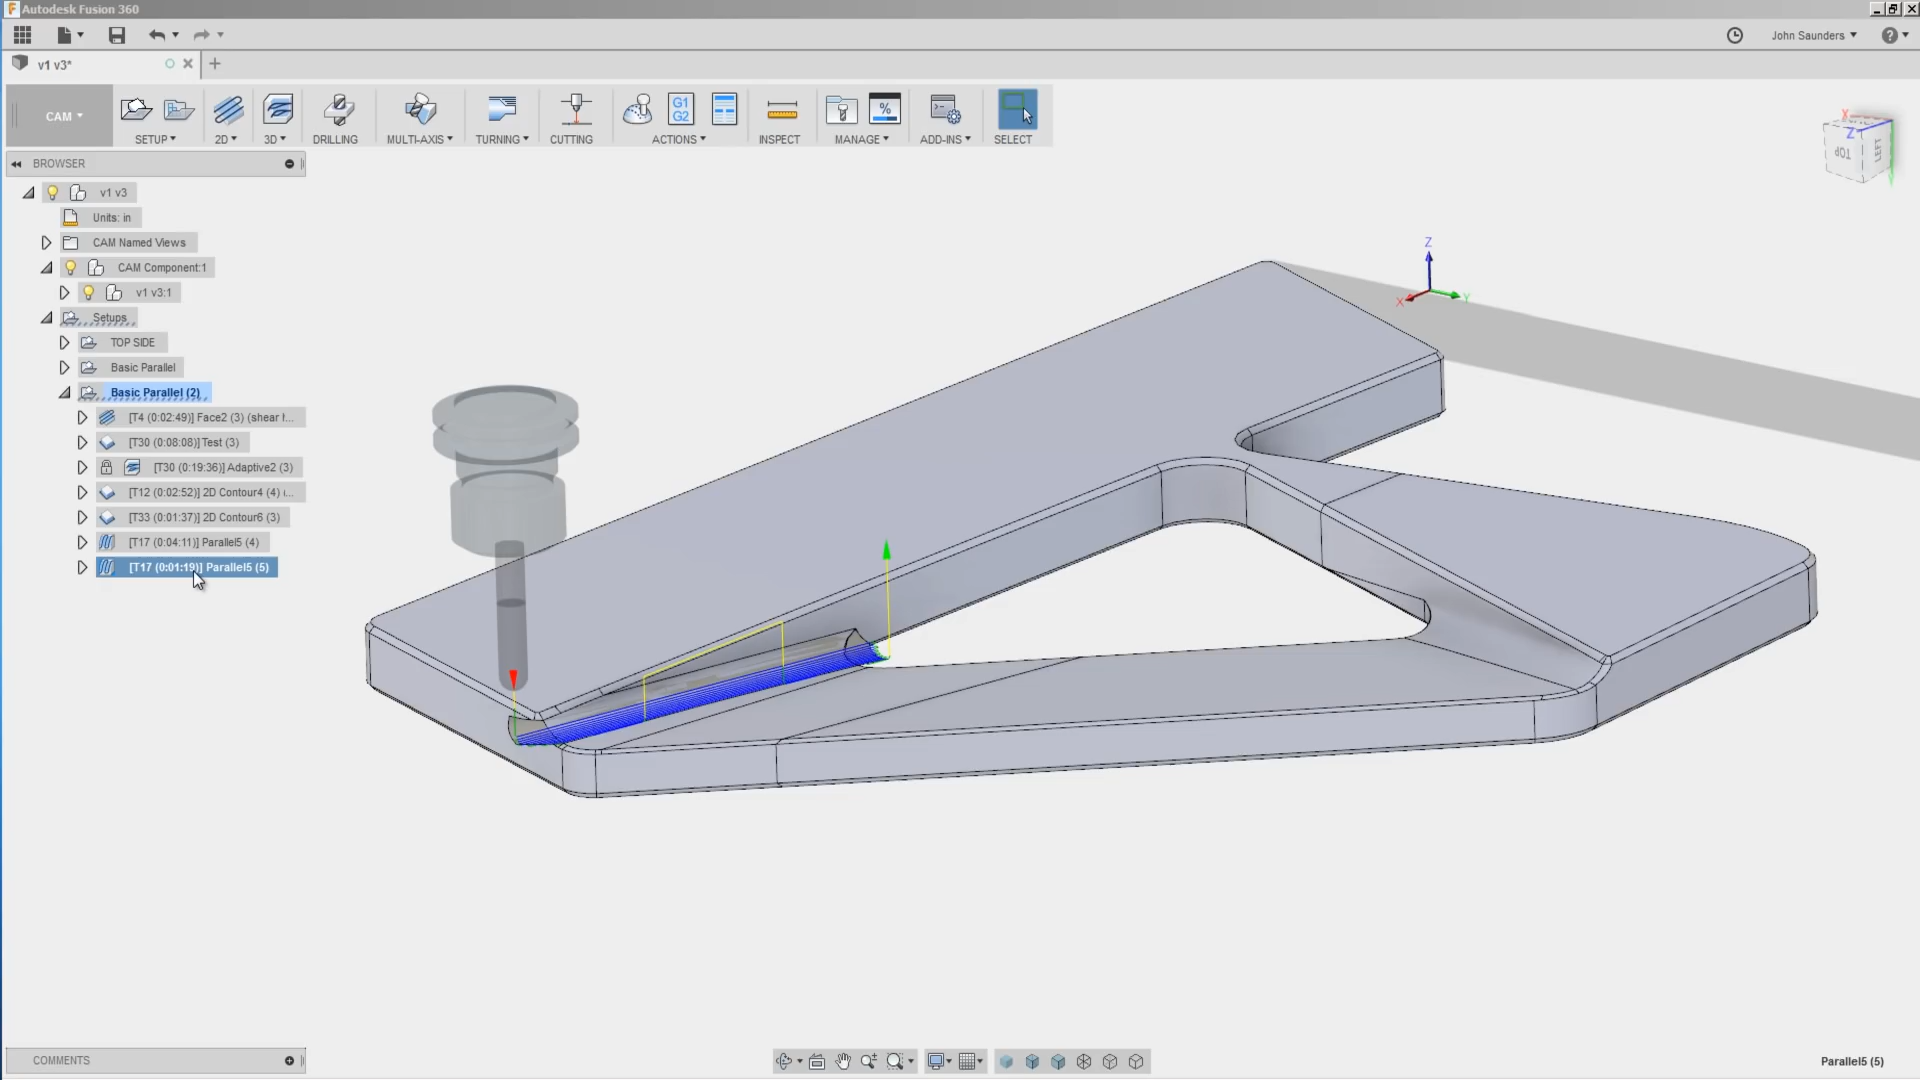 Autodesk Fusion 360
John Saunders
v1 v3*
CAM
SETUP
2D
3D
DRILLING
MULTI-AXIS
TURNING
CUTTING
G1
G2
ACTIONS
INSPECT
%
MANAGE
ADD-INS
SELECT
BROWSER
v1 v3
Units: in
CAM Named Views
CAM Component:1
v1 v3:1
Setups
TOP SIDE
Basic Parallel
Basic Parallel (2)
[T4 (0:02:49)] Face2 (3) (shear h...
[T30 (0:08:08)] Test (3)
[T30 (0:19:36)] Adaptive2 (3)
[T12 (0:02:52)] 2D Contour4 (4) (...
[T33 (0:01:37)] 2D Contour6 (3)
[T17 (0:04:11)] Parallel5 (4)
[T17 (0:01:19)] Parallel5 (5)
X
Z
TOP
LEFT
Z
X
Y
COMMENTS
Parallel5 (5)